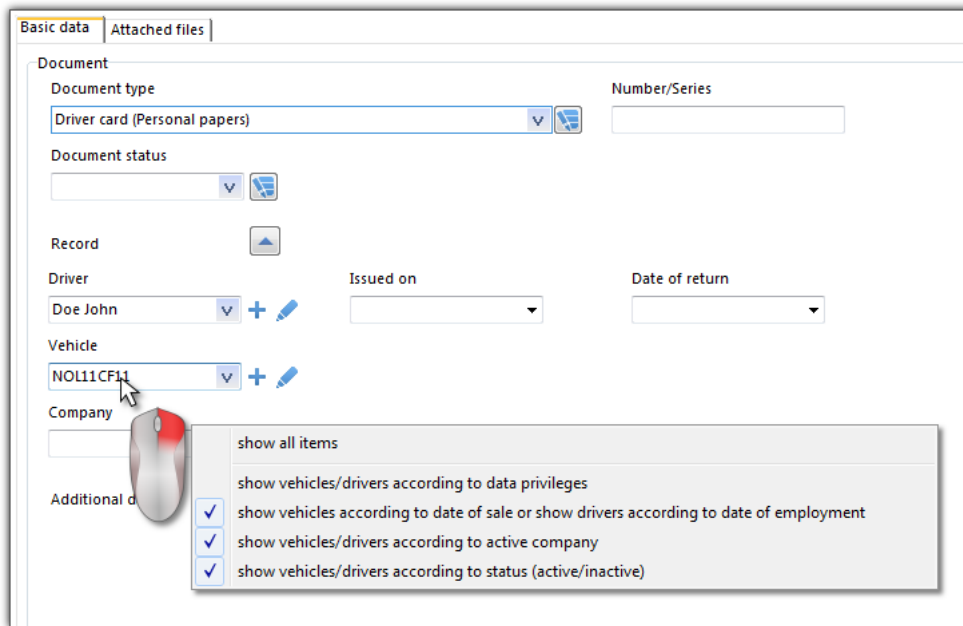 Basic data
Attached files
Document
Document type
Number/Series
Driver card (Personal papers)
Document status
Record
Driver
Issued on
Date of return
Doe John
Vehicle
NOL11CF11
Company
show all items
show vehicles/drivers according to data privileges
Additional d
show vehicles according to date of sale or show drivers according to date of employment
show vehicles/drivers according to active company
show vehicles/drivers according to status (active/inactive)